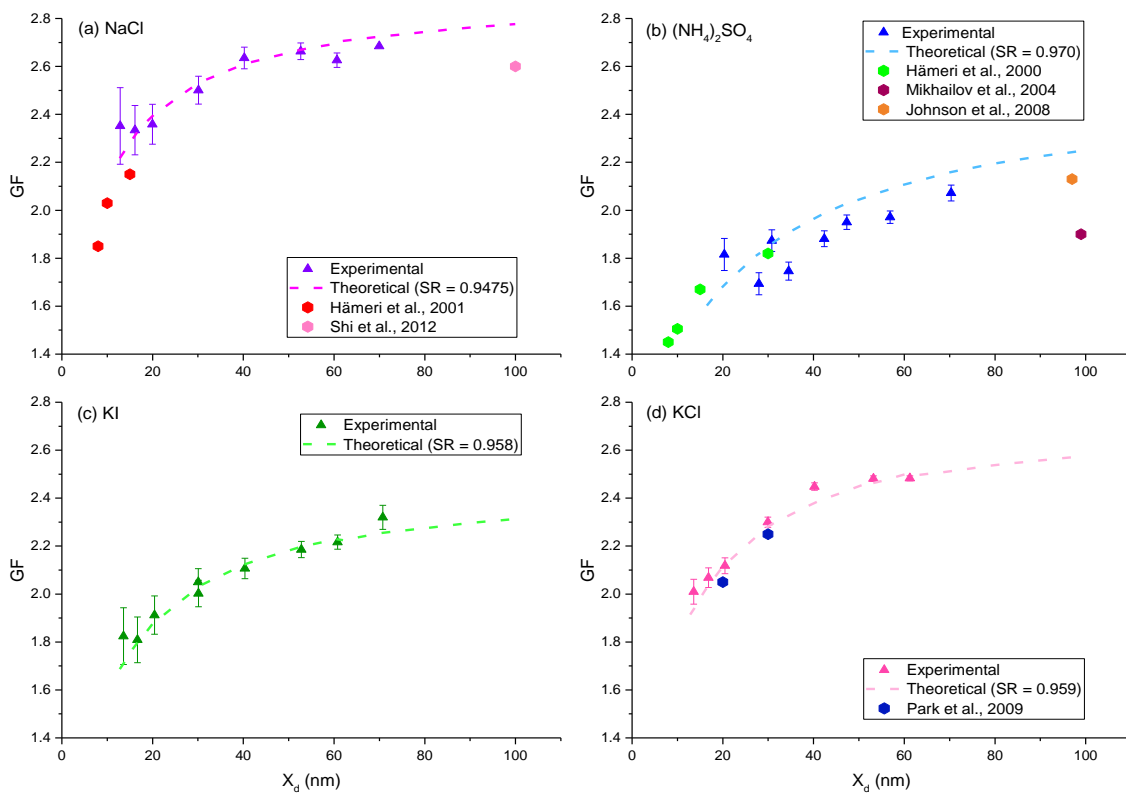 (a) NaCl
GF
2.8
2.6
2.4
2.2
2.0
1.8
1.6
1.4
0 20 40 60 80 100
Experimental
Theoretical (SR = 0.9475)
Hämeri et al., 2001
Shi et al., 2012
(b) (NH₄)₂SO₄
GF
2.8
2.6
2.4
2.2
2.0
1.8
1.6
1.4
0 20 40 60 80 100
Experimental
Theoretical (SR = 0.970)
Hämeri et al., 2000
Mikhailov et al., 2004
Johnson et al., 2008
(c) KI
GF
2.8
2.6
2.4
2.2
2.0
1.8
1.6
1.4
0 20 40 60 80 100
X_d (nm)
Experimental
Theoretical (SR = 0.958)
(d) KCl
GF
2.8
2.6
2.4
2.2
2.0
1.8
1.6
1.4
0 20 40 60 80 100
X_d (nm)
Experimental
Theoretical (SR = 0.959)
Park et al., 2009